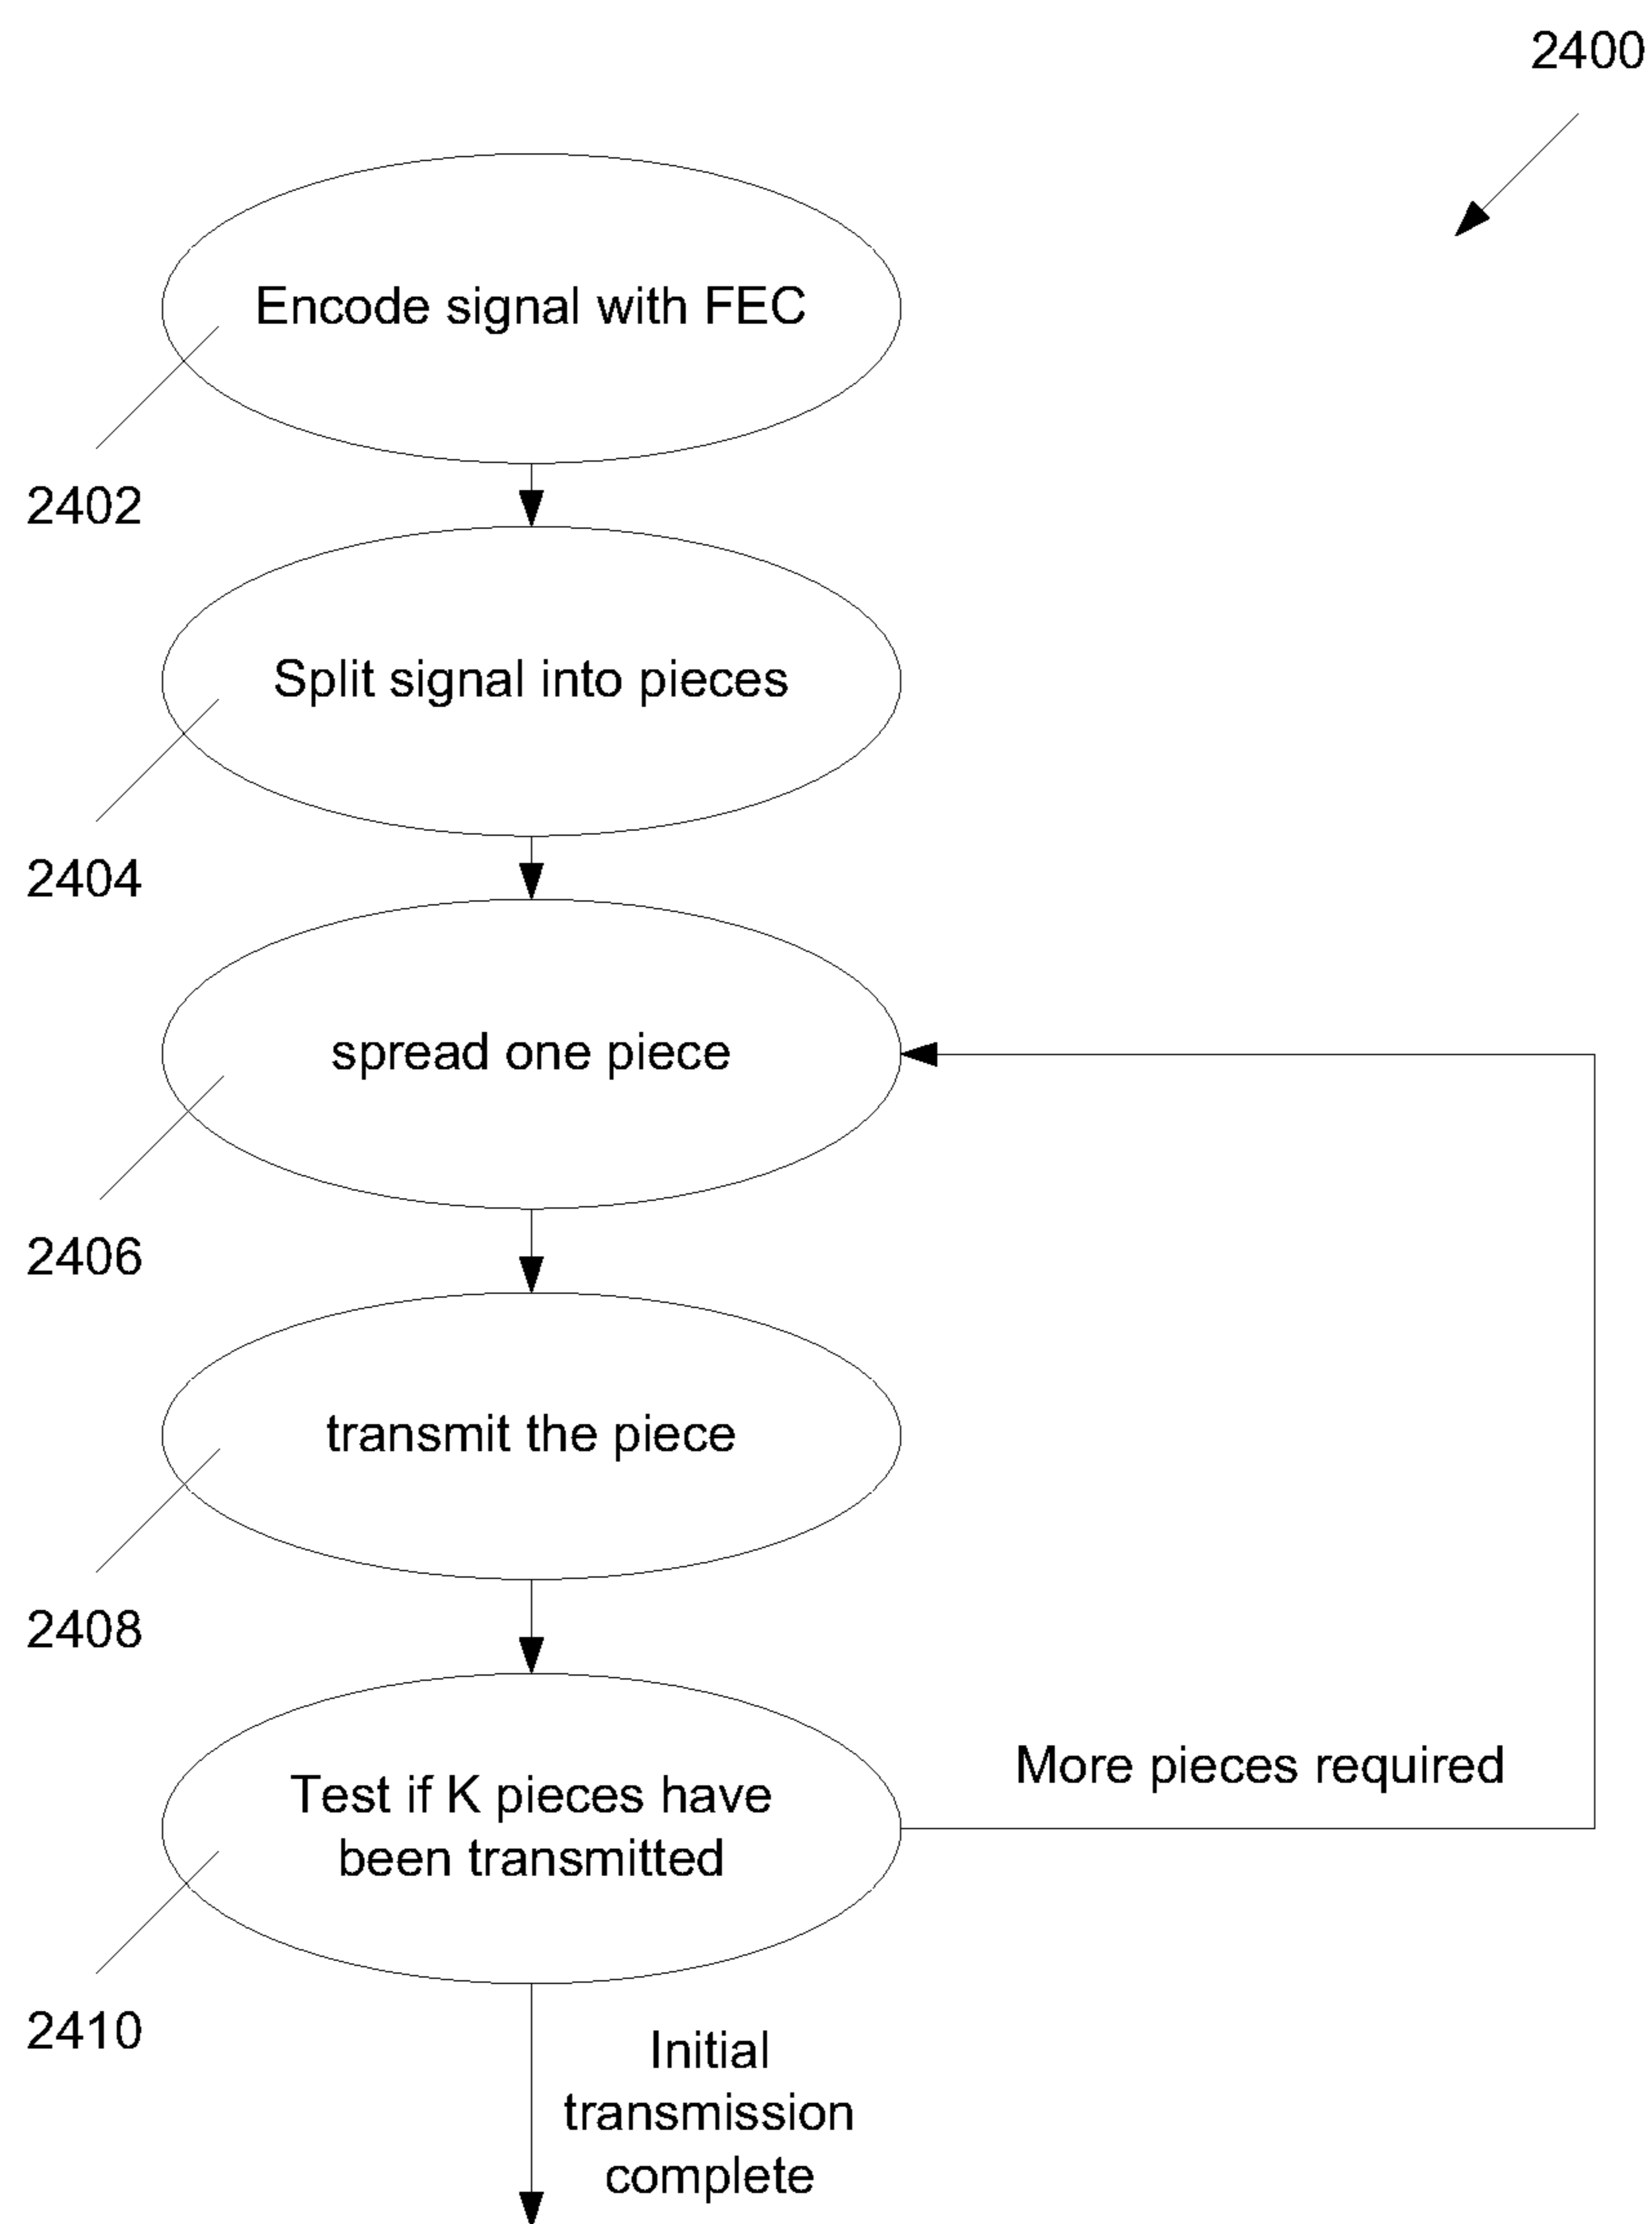 2400
Encode signal with FEC
2402
Split signal into pieces
2404
spread one piece
2406
transmit the piece
2408
More pieces required
Test if K pieces have
been transmitted
2410
Initial
transmission
complete